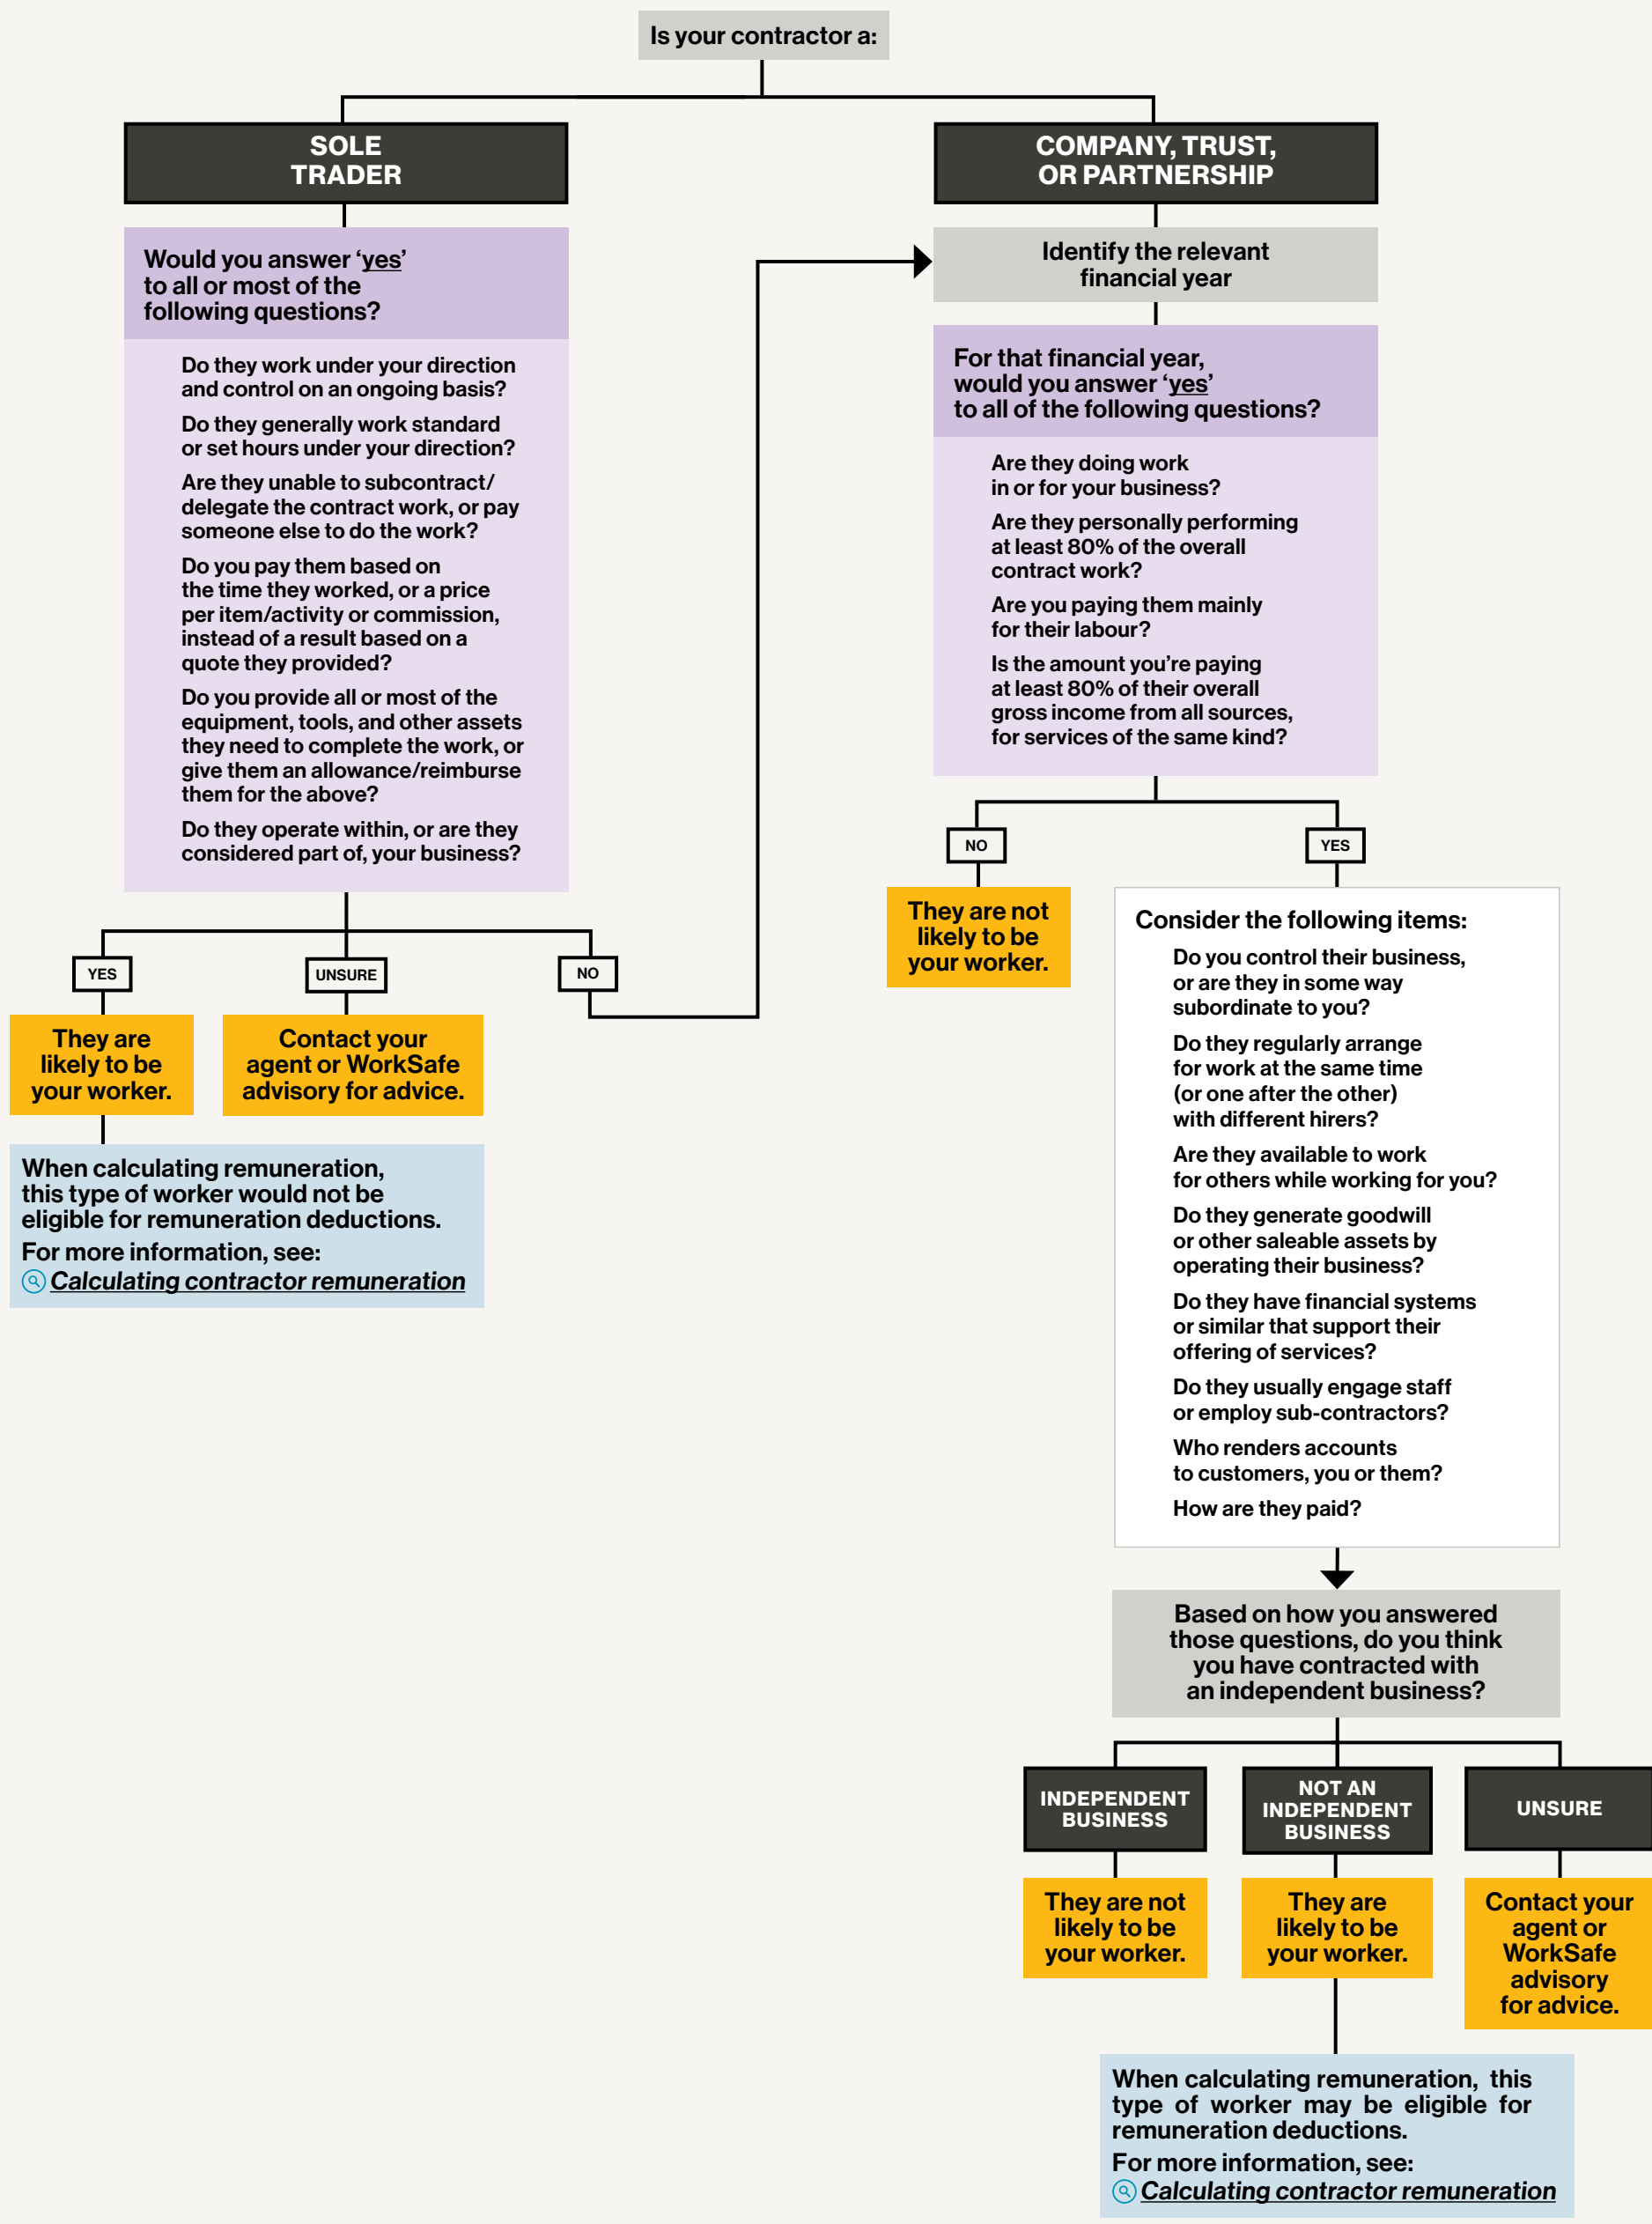 Is your contractor a:
SOLE
TRADER
Would you answer ‘yes’
to all or most of the
following questions?
Do they work under your direction
and control on an ongoing basis?
Do they generally work standard
or set hours under your direction?
Are they unable to subcontract/
delegate the contract work, or pay
someone else to do the work?
Do you pay them based on
the time they worked, or a price
per item/activity or commission,
instead of a result based on a
quote they provided?
Do you provide all or most of the
equipment, tools, and other assets
they need to complete the work, or
give them an allowance/reimburse
them for the above?
Do they operate within, or are they
considered part of, your business?
YES
UNSURE
NO
They are
likely to be
your worker.
Contact your
agent or WorkSafe
advisory for advice.
When calculating remuneration,
this type of worker would not be
eligible for remuneration deductions.
For more information, see:
Calculating contractor remuneration
COMPANY, TRUST,
OR PARTNERSHIP
Identify the relevant
financial year
For that financial year,
would you answer ‘yes’
to all of the following questions?
Are they doing work
in or for your business?
Are they personally performing
at least 80% of the overall
contract work?
Are you paying them mainly
for their labour?
Is the amount you’re paying
at least 80% of their overall
gross income from all sources,
for services of the same kind?
NO
YES
They are not
likely to be
your worker.
Consider the following items:
Do you control their business,
or are they in some way
subordinate to you?
Do they regularly arrange
for work at the same time
(or one after the other)
with different hirers?
Are they available to work
for others while working for you?
Do they generate goodwill
or other saleable assets by
operating their business?
Do they have financial systems
or similar that support their
offering of services?
Do they usually engage staff
or employ sub-contractors?
Who renders accounts
to customers, you or them?
How are they paid?
Based on how you answered
those questions, do you think
you have contracted with
an independent business?
INDEPENDENT
BUSINESS
NOT AN
INDEPENDENT
BUSINESS
UNSURE
They are not
likely to be
your worker.
They are
likely to be
your worker.
Contact your
agent or
WorkSafe
advisory
for advice.
When calculating remuneration, this
type of worker may be eligible for
remuneration deductions.
For more information, see:
Calculating contractor remuneration